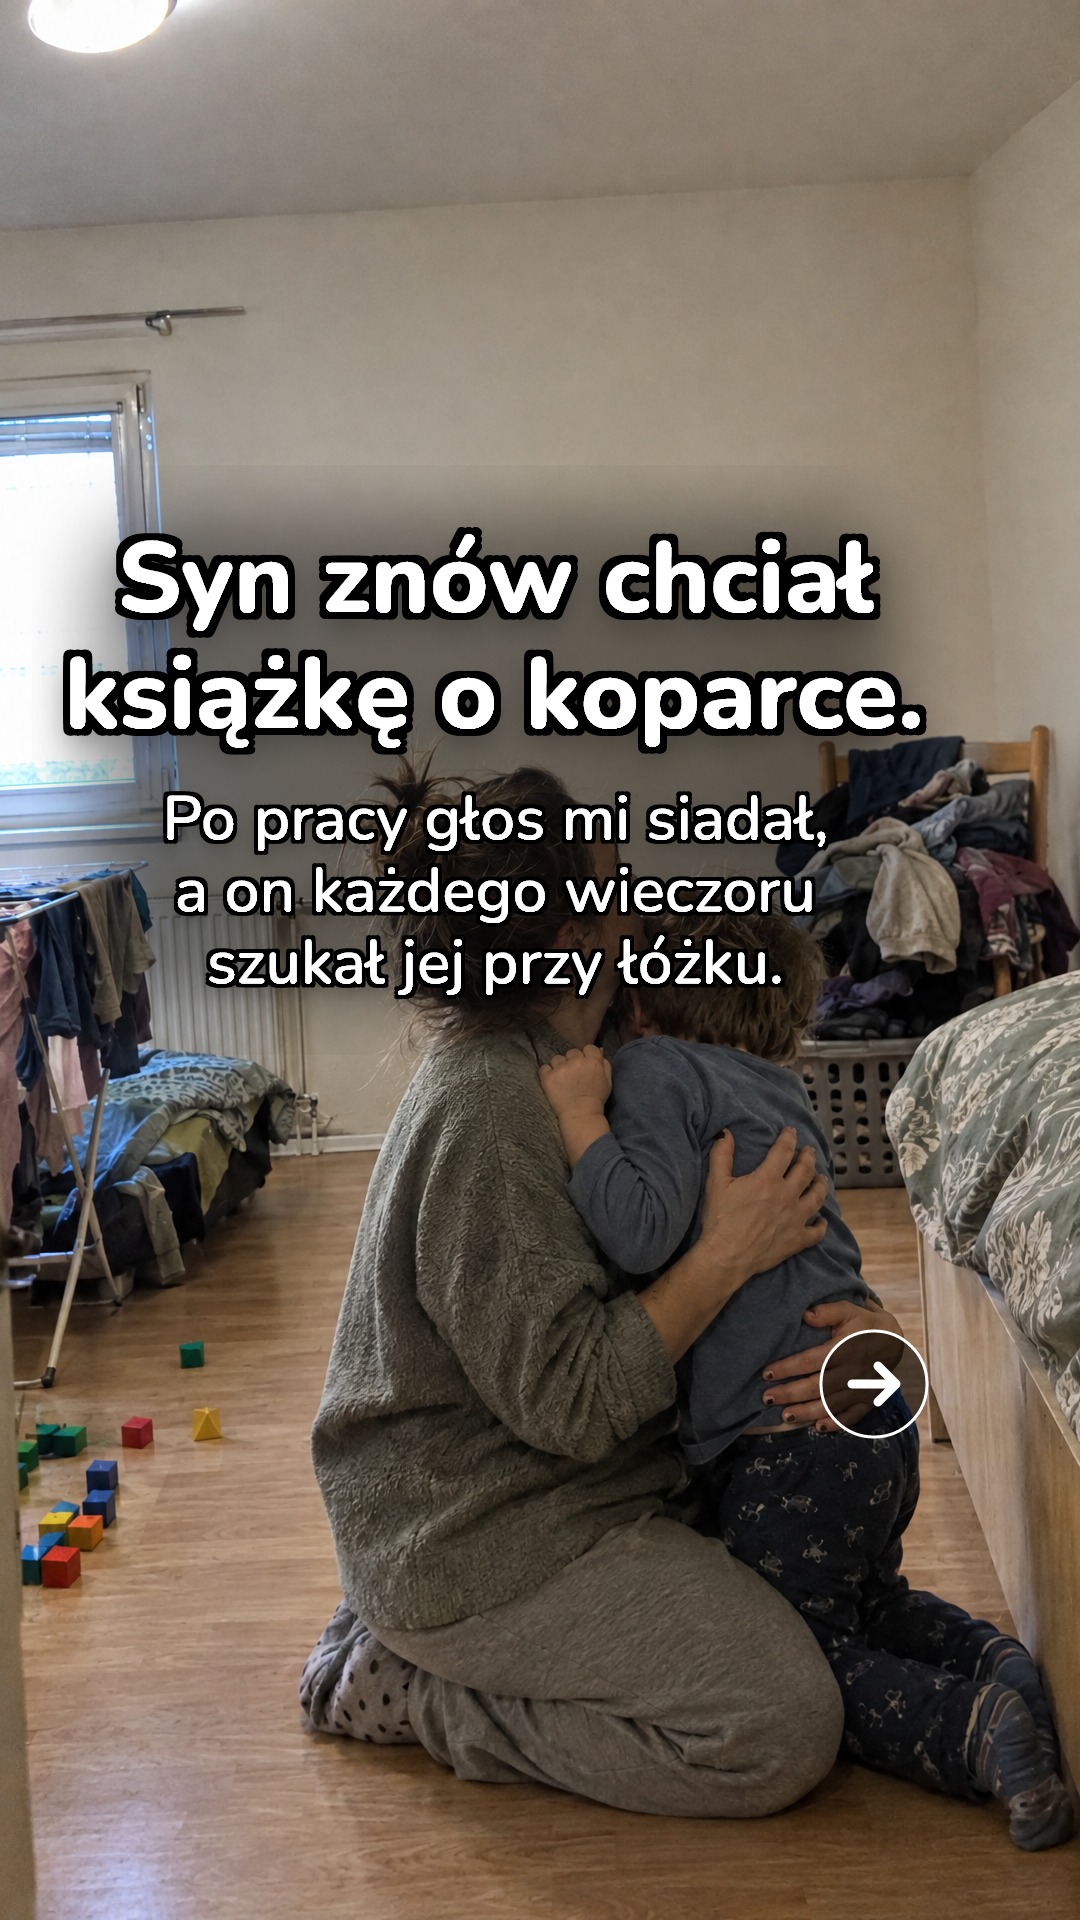 Syn znów chciał
książkę o koparce.
Po pracy głos mi siadał,
a on każdego wieczoru
szukał jej przy łóżku.